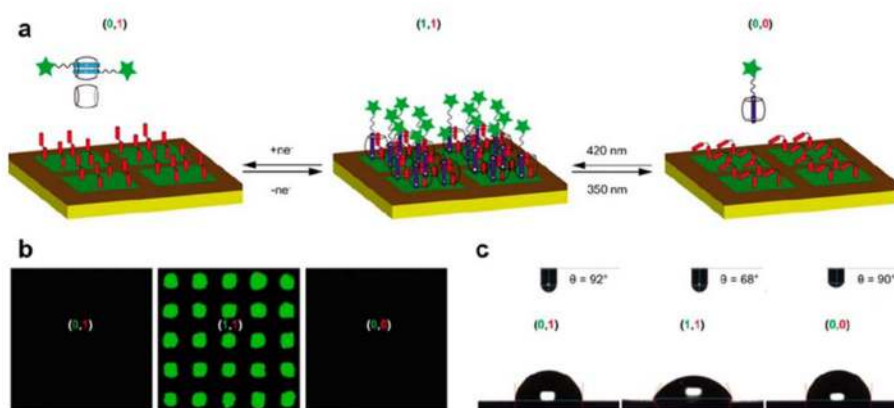 a
(0,1)
(1,1)
(0,0)
+ne⁻
-ne⁻
420 nm
350 nm
b
(0,1)
(1,1)
(0,0)
c
θ = 92°
θ = 68°
θ = 90°
(0,1)
(1,1)
(0,0)